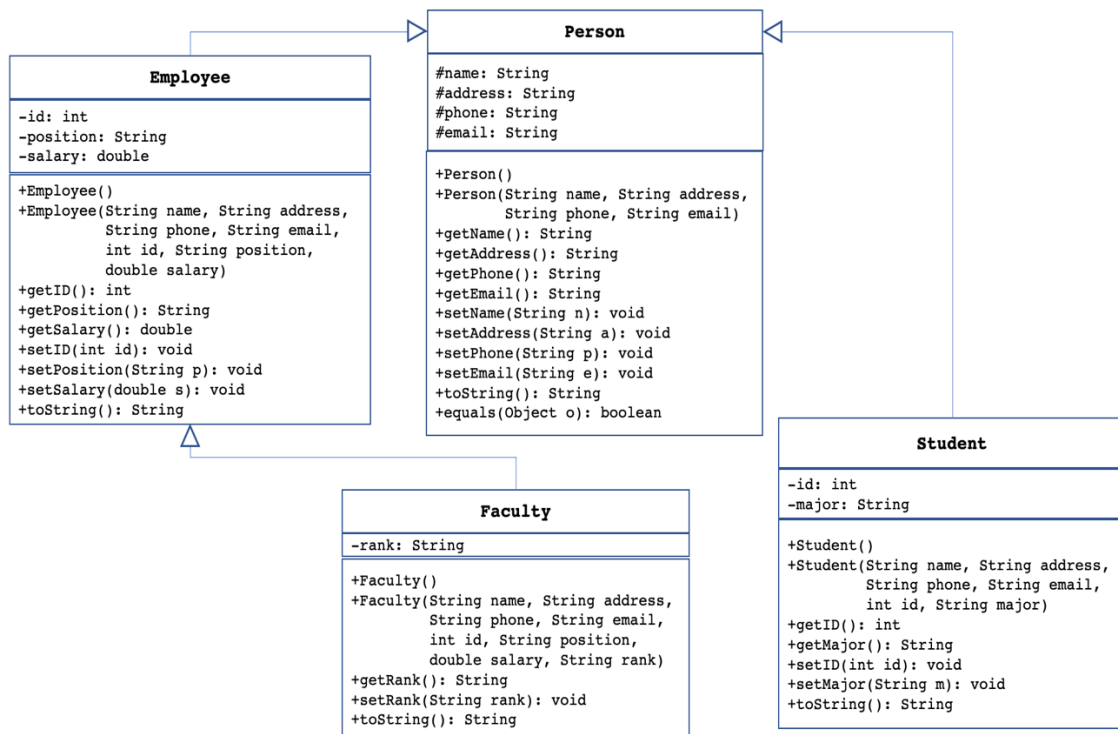 Person
#name: String
#address: String
#phone: String
#email: String
+Person()
+Person(String name, String address,
String phone, String email)
+getName(): String
+getAddress(): String
+getPhone(): String
+getEmail(): String
+setName(String n): void
+setAddress(String a): void
+setPhone(String p): void
+setEmail(String e): void
+toString(): String
+equals(Object o): boolean
Employee
-id: int
-position: String
-salary: double
+Employee()
+Employee(String name, String address,
String phone, String email,
int id, String position,
double salary)
+getID(): int
+getPosition(): String
+getSalary(): double
+setID(int id): void
+setPosition(String p): void
+setSalary(double s): void
+toString(): String
Faculty
-rank: String
+Faculty()
+Faculty(String name, String address,
String phone, String email,
int id, String position,
double salary, String rank)
+getRank(): String
+setRank(String rank): void
+toString(): String
Student
-id: int
-major: String
+Student()
+Student(String name, String address,
String phone, String email,
int id, String major)
+getID(): int
+getMajor(): String
+setID(int id): void
+setMajor(String m): void
+toString(): String